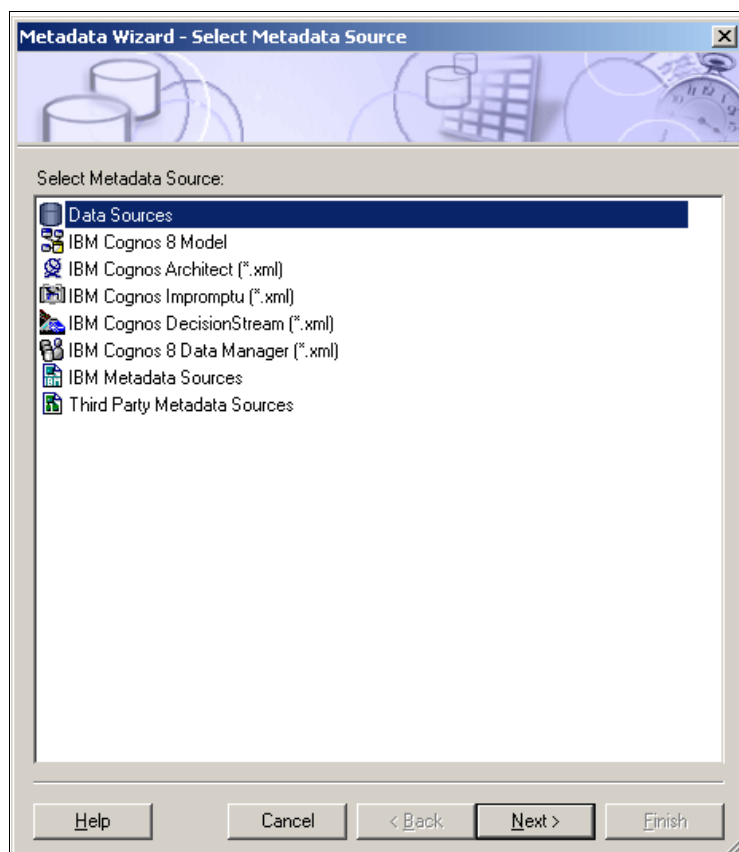 Metadata Wizard - Select Metadata Source
Select Metadata Source:
Data Sources
IBM Cognos 8 Model
IBM Cognos Architect (*.xml)
IBM Cognos Impromptu (*.xml)
IBM Cognos DecisionStream (*.xml)
IBM Cognos 8 Data Manager (*.xml)
IBM Metadata Sources
Third Party Metadata Sources
Help Cancel < Back Next > Finish